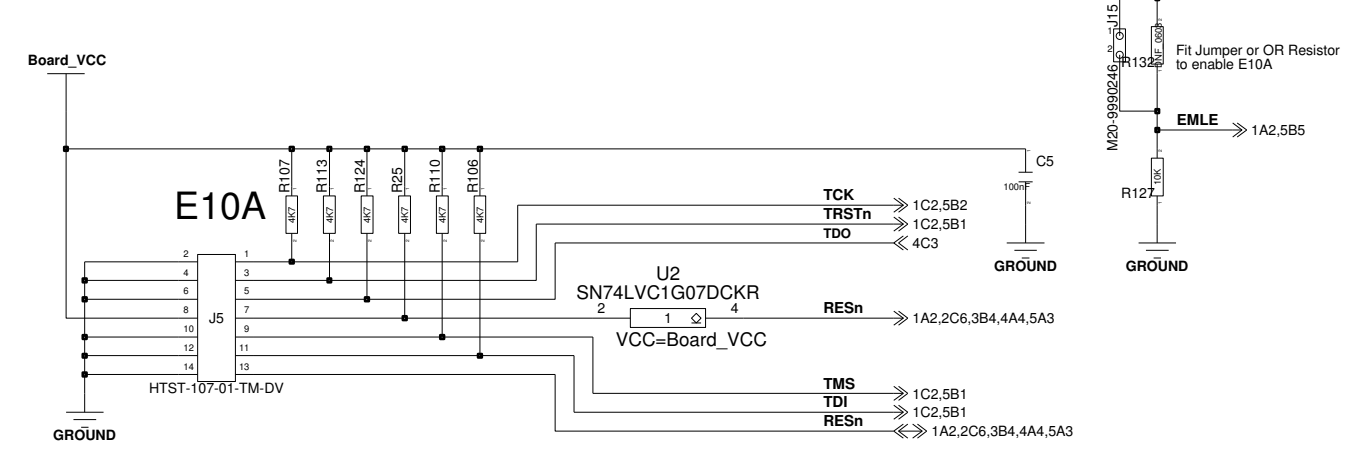 Board_VCC
E10A
R107
R113
R124
R25
R110
R106
4K7
4K7
4K7
4K7
4K7
4K7
TCK
1C2,5B2
TRSTn
1C2,5B1
TDO
4C3
C5
100n
GROUND
2
4
6
8
10
12
14
J5
1
3
5
7
9
11
13
HTST-107-01-TM-DV
GROUND
U2
SN74LVC1G07DCKR
2
1
4
VCC=Board_VCC
RESn
1A2,2C6,3B4,4A4,5A3
TMS
1C2,5B1
TDI
1C2,5B1
RESn
1A2,2C6,3B4,4A4,5A3
J15
1
2
M20-9990246
R132
DNF_0603
Fit Jumper or OR Resistor
to enable E10A
EMLE
1A2,5B5
10K
R127
GROUND